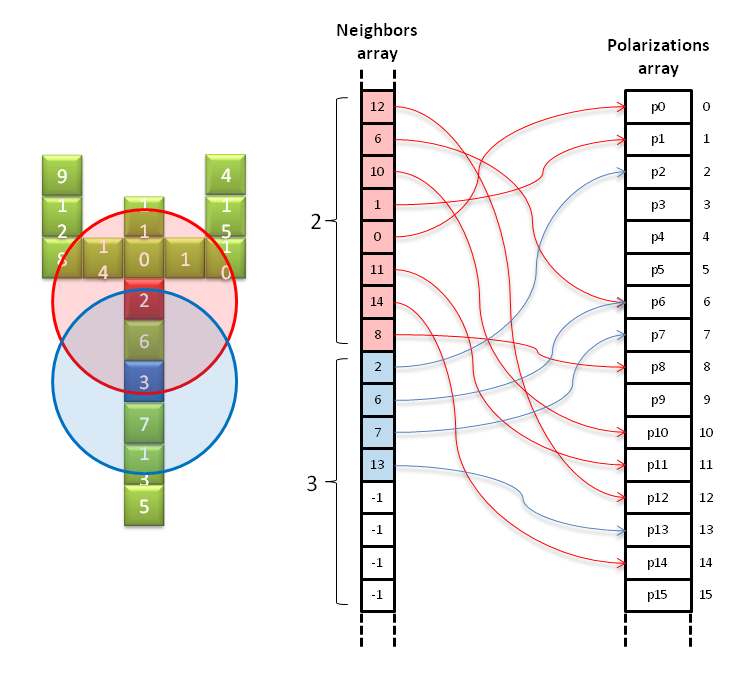 9
4
1
2
1
1
1
5
8
1
4
0
1
1
0
2
6
3
7
1
3
5
Neighbors
array
2
3
12
6
10
1
0
11
14
8
2
6
7
13
-1
-1
-1
-1
Polarizations
array
p0 0
p1 1
p2 2
p3 3
p4 4
p5 5
p6 6
p7 7
p8 8
p9 9
p10 10
p11 11
p12 12
p13 13
p14 14
p15 15